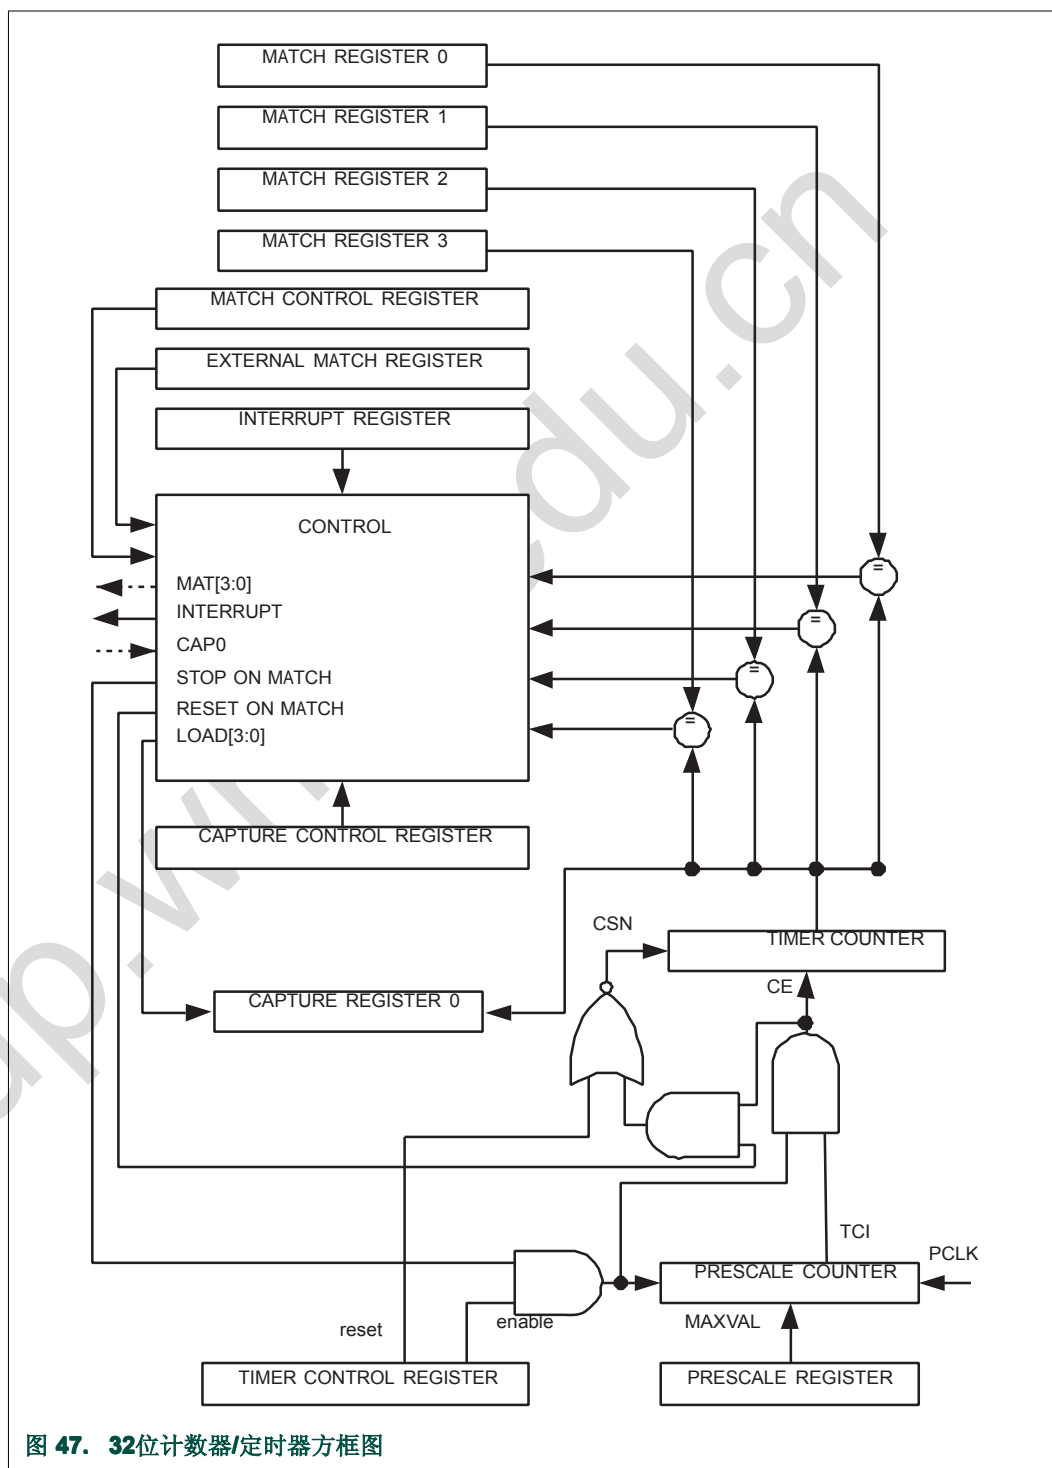 MATCH REGISTER 0
MATCH REGISTER 1
MATCH REGISTER 2
MATCH REGISTER 3
MATCH CONTROL REGISTER
EXTERNAL MATCH REGISTER
INTERRUPT REGISTER
CONTROL
MAT[3:0]
INTERRUPT
CAP0
STOP ON MATCH
RESET ON MATCH
LOAD[3:0]
=
=
=
=
CAPTURE CONTROL REGISTER
CSN
TIMER COUNTER
CE
CAPTURE REGISTER 0
TCI
PCLK
PRESCALE COUNTER
MAXVAL
reset
enable
TIMER CONTROL REGISTER
PRESCALE REGISTER
图 47. 32位计数器/定时器方框图
edu.cn